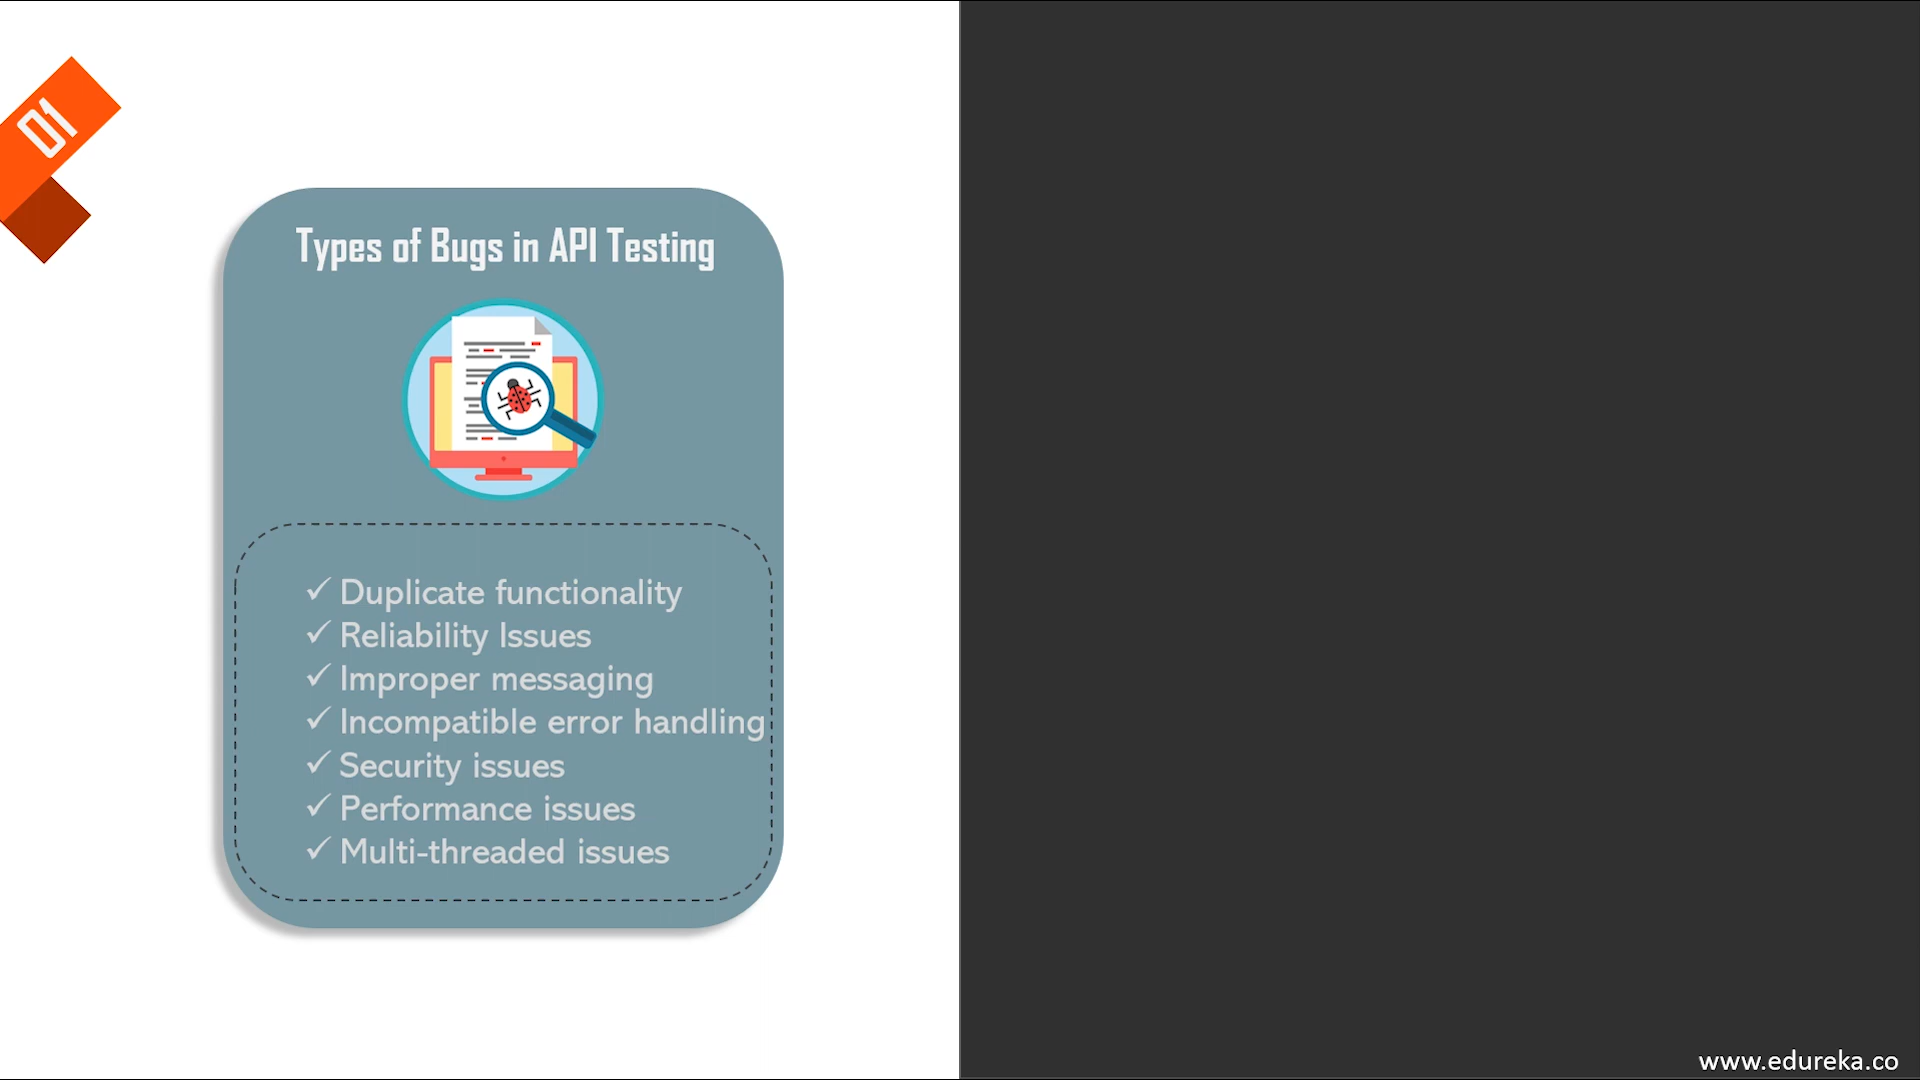 01
Types of Bugs in API Testing
✓ Duplicate functionality
✓ Reliability Issues
✓ Improper messaging
✓ Incompatible error handling
✓ Security issues
✓ Performance issues
✓ Multi-threaded issues
www.edureka.co